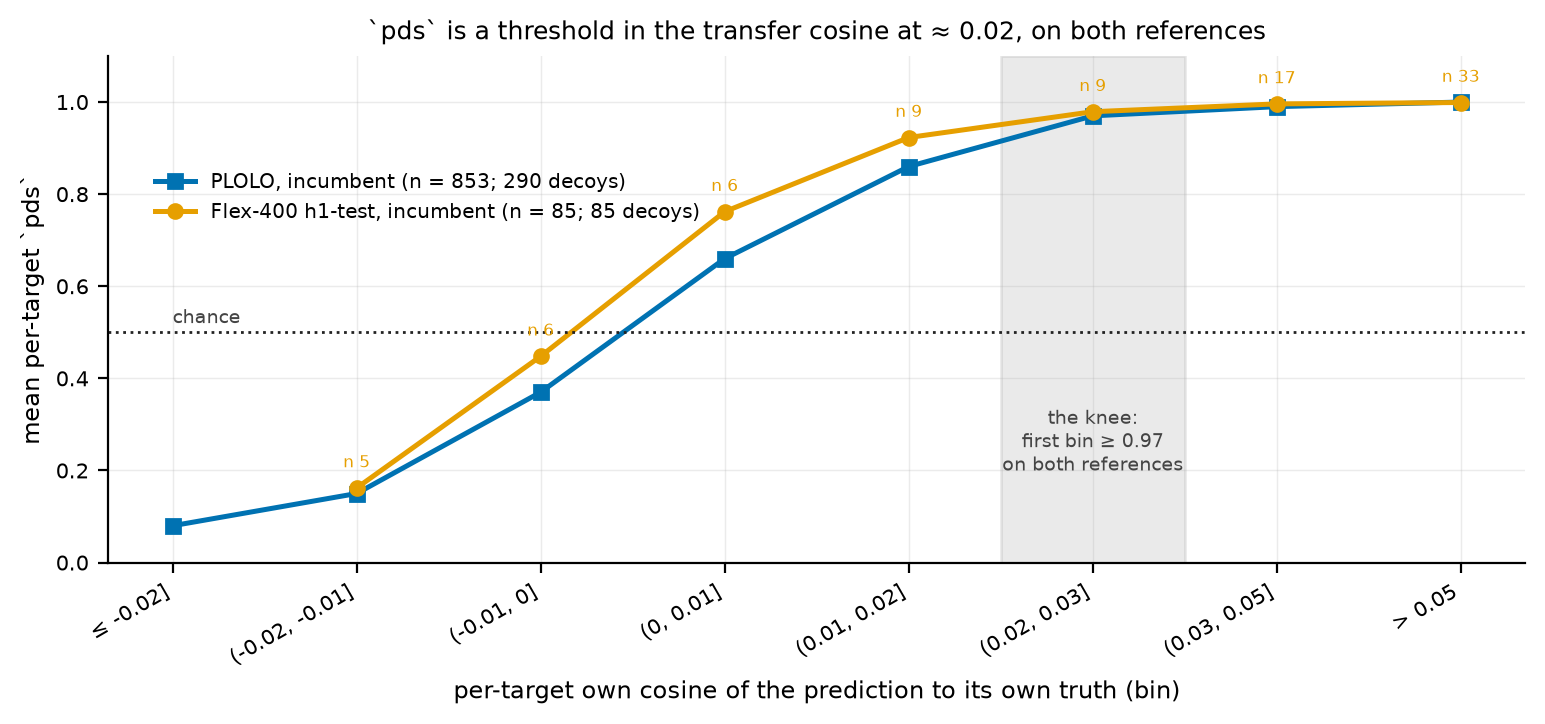 `pds` is a threshold in the transfer cosine at ≈ 0.02, on both references
mean per-target `pds`
1.0
0.8
0.6
0.4
0.2
0.0
PLOLO, incumbent (n = 853; 290 decoys)
Flex-400 h1-test, incumbent (n = 85; 85 decoys)
chance
n 5
n 6
n 6
n 9
n 9
n 17
n 33
the knee:
first bin ≥ 0.97
on both references
≤ -0.02]
(-0.02, -0.01]
(-0.01, 0]
(0, 0.01]
(0.01, 0.02]
(0.02, 0.03]
(0.03, 0.05]
> 0.05
per-target own cosine of the prediction to its own truth (bin)